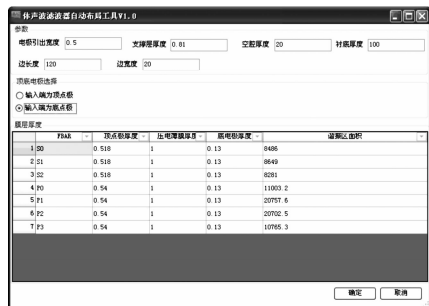 体声波滤波器自动布局工具V1.0
参数
电极引出宽度 0.5 支撑层厚度 0.81 空腔厚度 20 衬底厚度 100
边长度 120 边宽度 20
顶底电极选择
输入端为顶点极
输入端为底点极
膜层厚度
FBAR 顶点极厚度 压电薄膜厚度 底电极厚度 谐振区面积
1 S0 0.518 1 0.13 8486
2 S1 0.518 1 0.13 8649
3 S2 0.518 1 0.13 8281
4 P0 0.54 1 0.13 11003.2
5 P1 0.54 1 0.13 20757.6
6 P2 0.54 1 0.13 20702.5
7 P3 0.54 1 0.13 10765.3
确定 取消